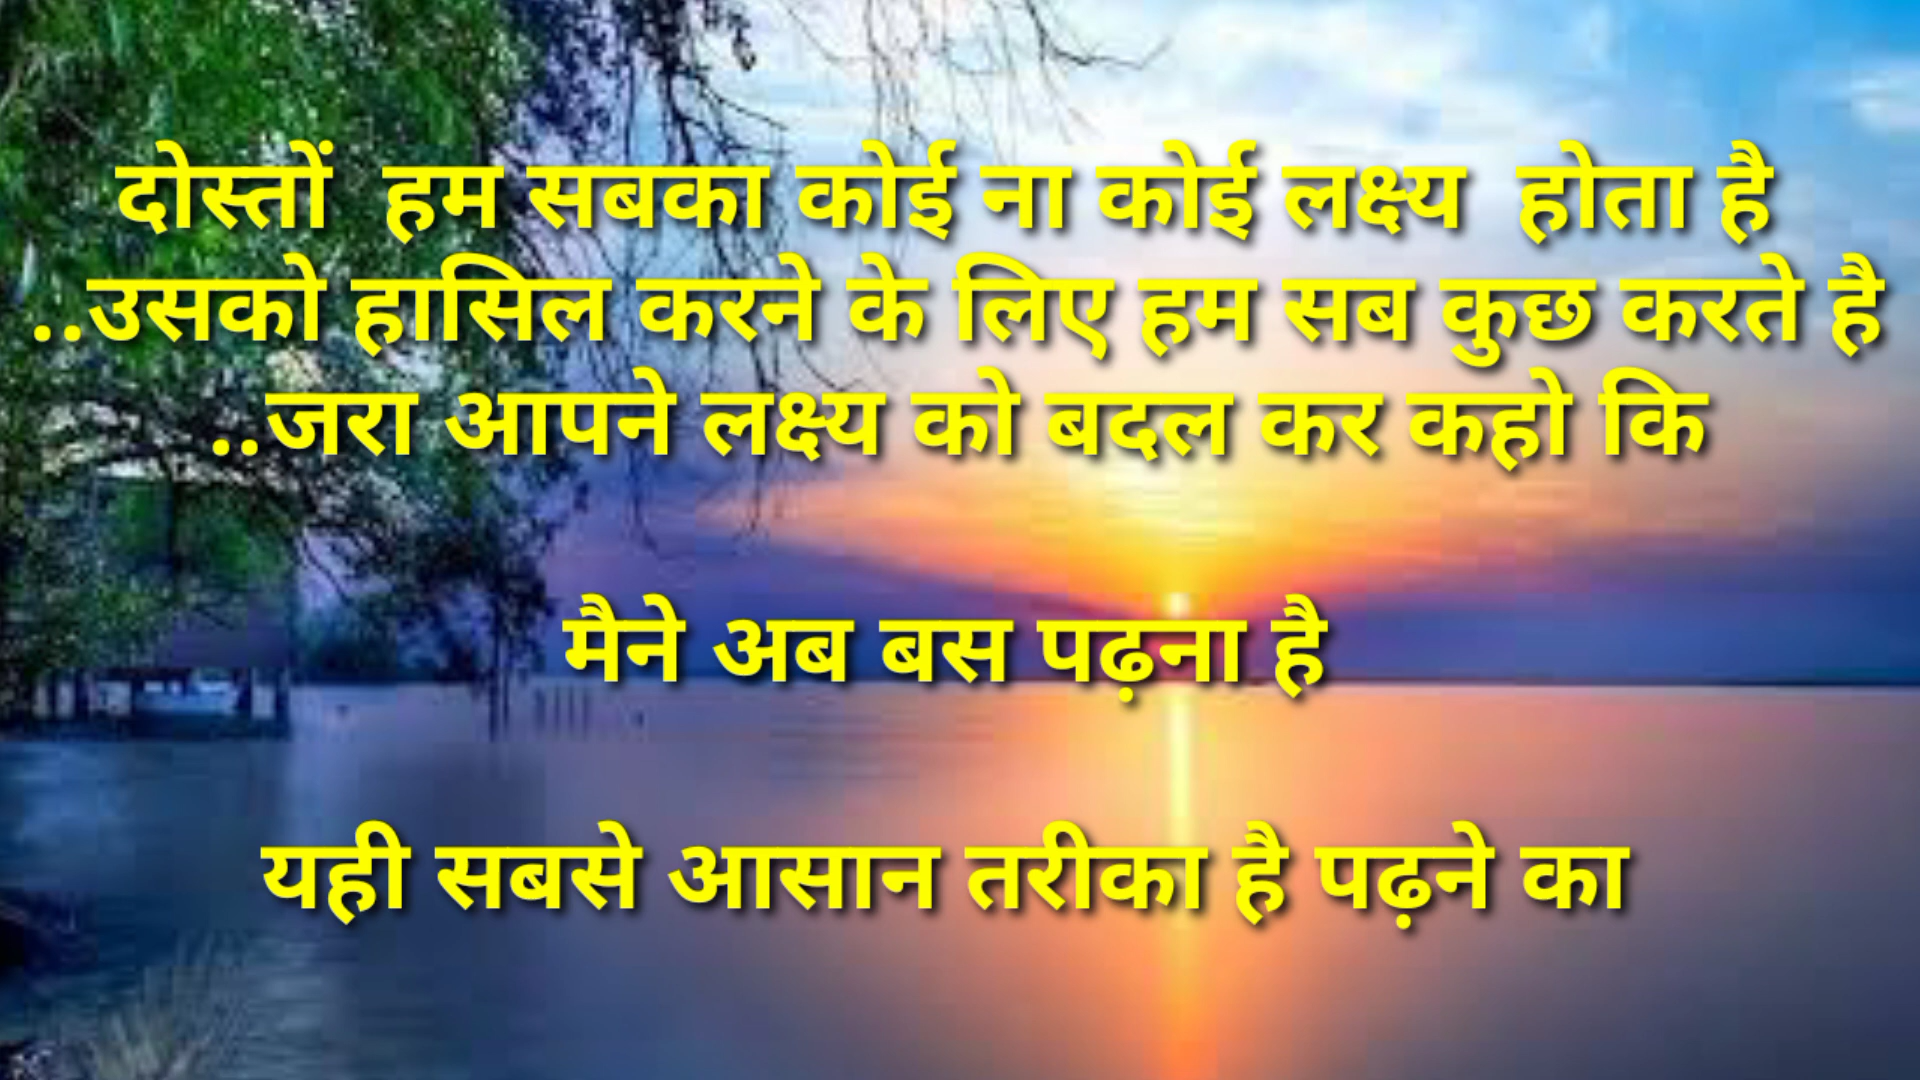 दोस्तों  हम सबका कोई ना कोई लक्ष्य  होता है
..उसको हासिल करने के लिए हम सब कुछ करते है
..जरा आपने लक्ष्य को बदल कर कहो कि
मैने अब बस पढ़ना है
यही सबसे आसान तरीका है पढ़ने का